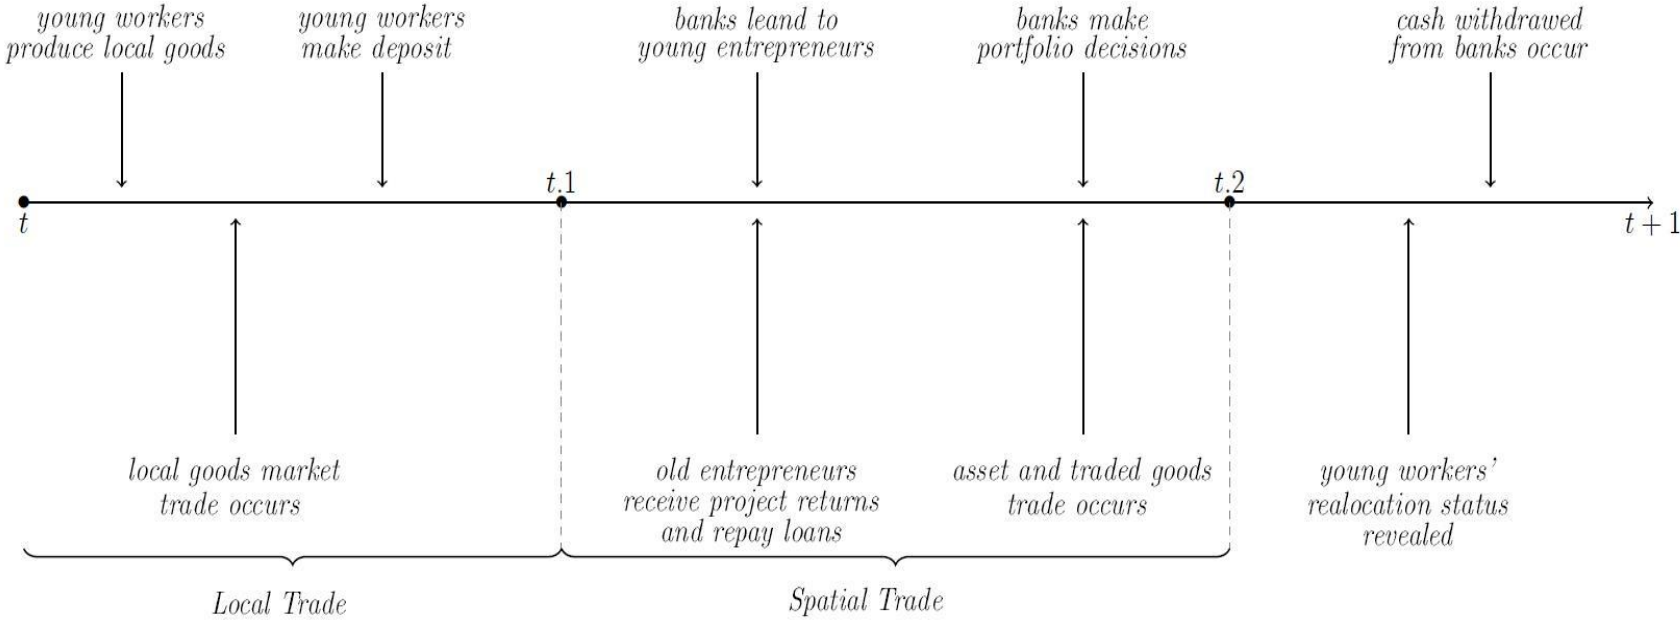 young workers
produce local goods
young workers
make deposit
banks leand to
young entrepreneurs
banks make
portfolio decisions
cash withdrawed
from banks occur
t
t.1
t.2
t + 1
local goods market
trade occurs
old entrepreneurs
receive project returns
and repay loans
asset and traded goods
trade occurs
young workers'
realocation status
revealed
Local Trade
Spatial Trade